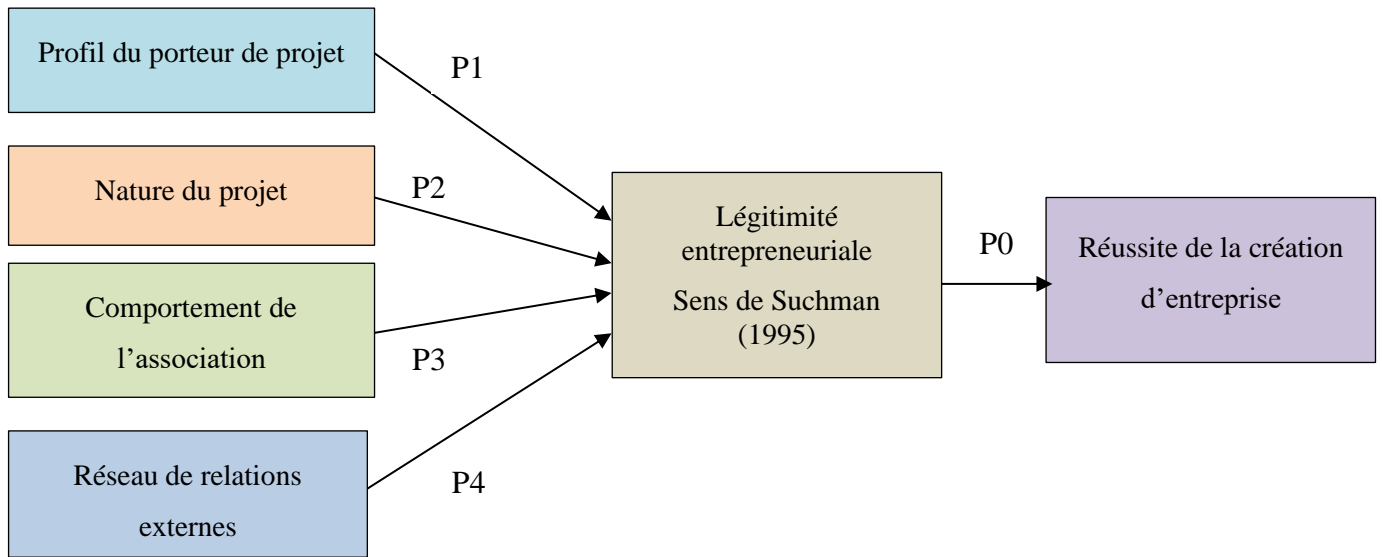 Profil du porteur de projet
P1
Nature du projet
P2
Comportement de
l’association
P3
Réseau de relations
externes
P4
Légitimité
entrepreneuriale
Sens de Suchman
(1995)
P0
Réussite de la création
d’entreprise